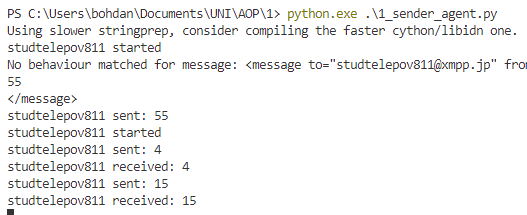 PS C:\Users\bohdan\Documents\UNI\AOP\1> python.exe .\1_sender_agent.py
Using slower stringprep, consider compiling the faster cython/libidn one.
studtelepov811 started
No behaviour matched for message: <message to="studtelepov811@xmpp.jp" from
55
</message>
studtelepov811 sent: 55
studtelepov811 started
studtelepov811 sent: 4
studtelepov811 received: 4
studtelepov811 sent: 15
studtelepov811 received: 15